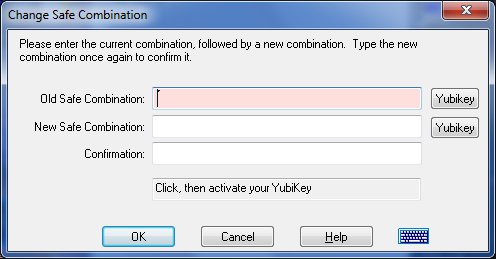 Change Safe Combination
Please enter the current combination, followed by a new combination. Type the new
combination once again to confirm it.
Old Safe Combination:
Yubikey
New Safe Combination:
Yubikey
Confirmation:
Click, then activate your YubiKey
OK
Cancel
Help